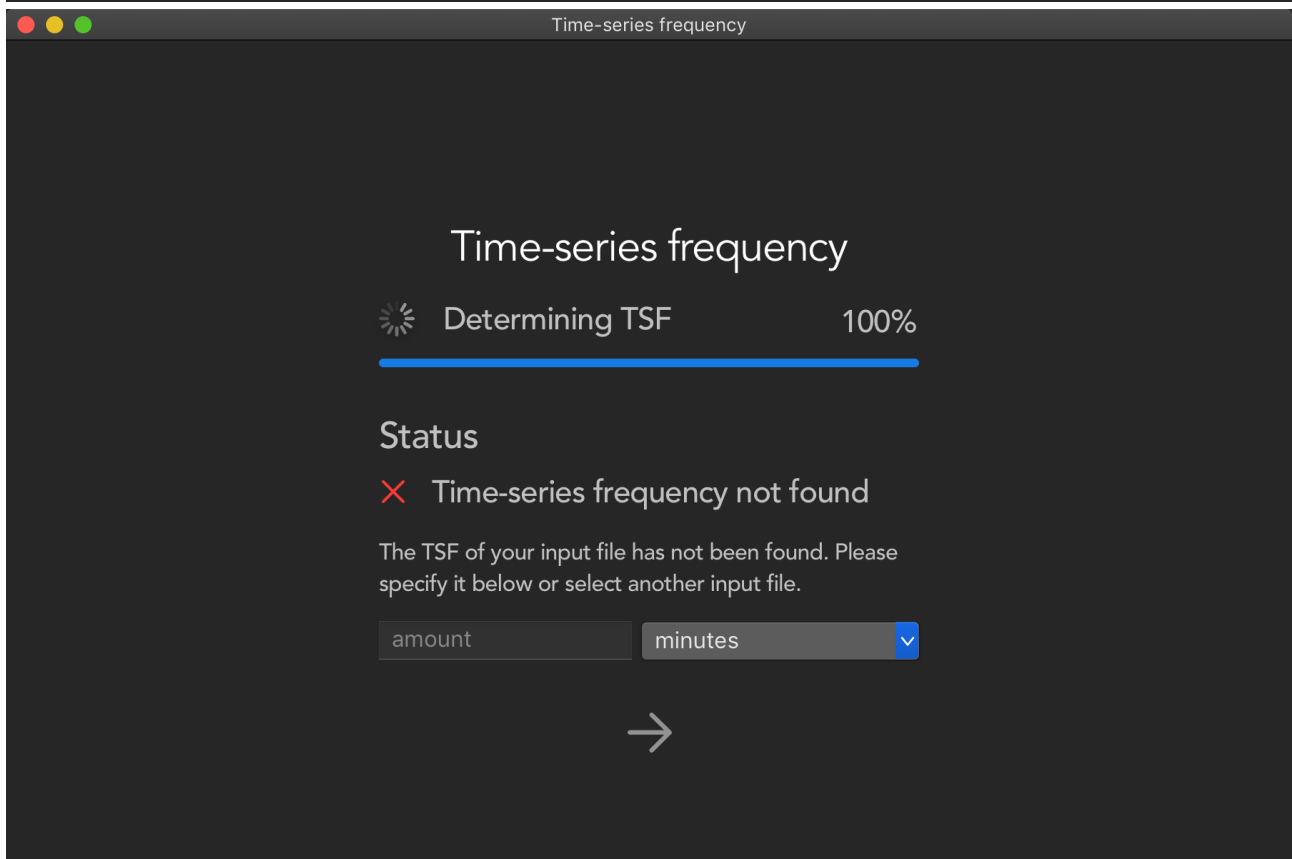 Time-series frequency
Time-series frequency
Determining TSF 100%
Status
Time-series frequency not found
The TSF of your input file has not been found. Please
specify it below or select another input file.
amount minutes